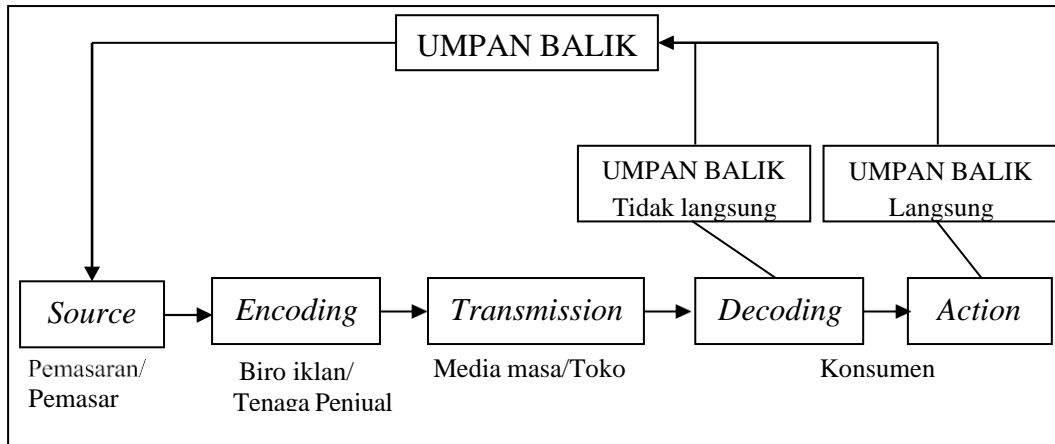 UMPAN BALIK
UMPAN BALIK
Tidak langsung
UMPAN BALIK
Langsung
Source
Encoding
Transmission
Decoding
Action
Pemasaran/
Pemasar
Biro iklan/
Tenaga Penjual
Media masa/Toko
Konsumen